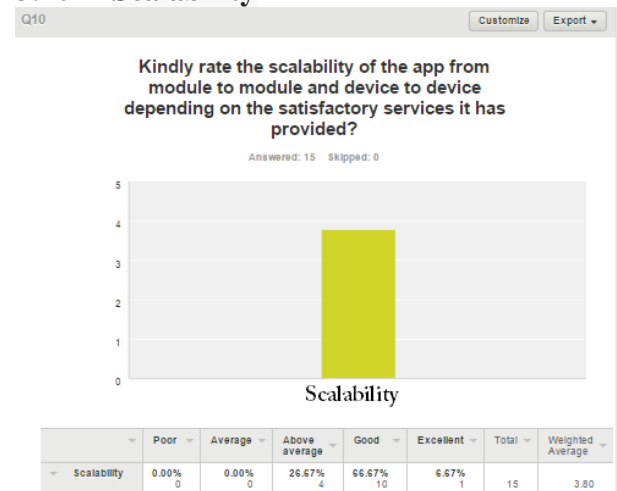 Q10
Customize
Export
Kindly rate the scalability of the app from
module to module and device to device
depending on the satisfactory services it has
provided?
Answered: 15 Skipped: 0
5
4
3
2
1
0
Scalability
Poor Average Above average Good Excellent Total Weighted Average
Scalability 0.00% 0.00% 26.67% 66.67% 6.67%
0 0 4 10 1 15 3.80